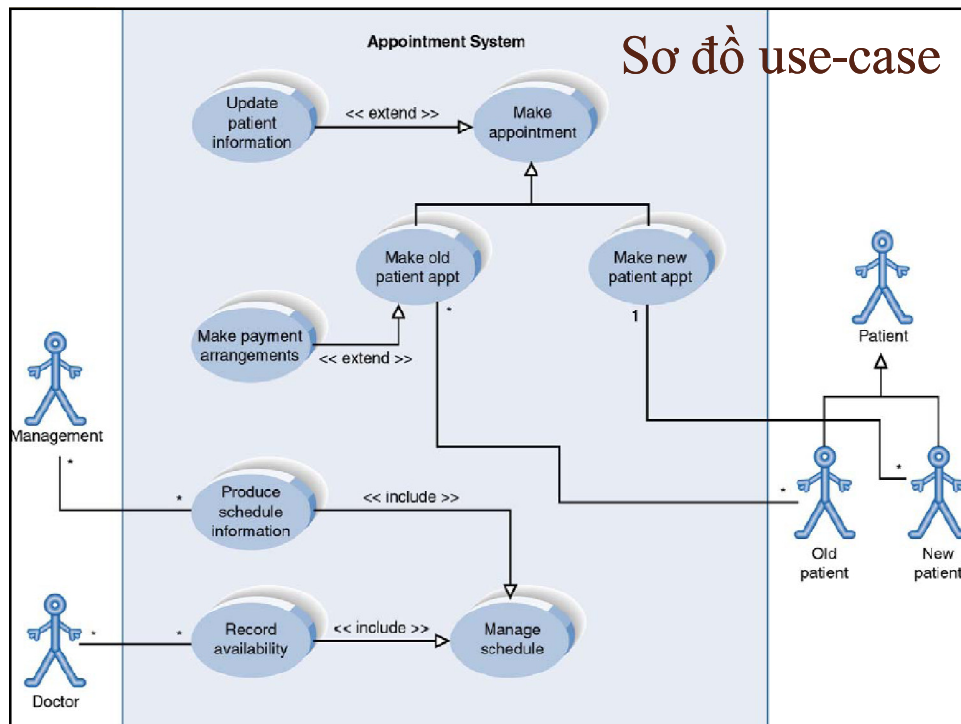 Appointment System
Sơ đồ use-case
Update
patient
information
<< extend >>
Make
appointment
Make old
patient appt
Make new
patient appt
*
1
Make payment
arrangements
<< extend >>
Patient
Management
*
*
Produce
schedule
information
<< include >>
*
*
Old
patient
New
patient
Doctor
*
*
Record
availability
<< include >>
Manage
schedule